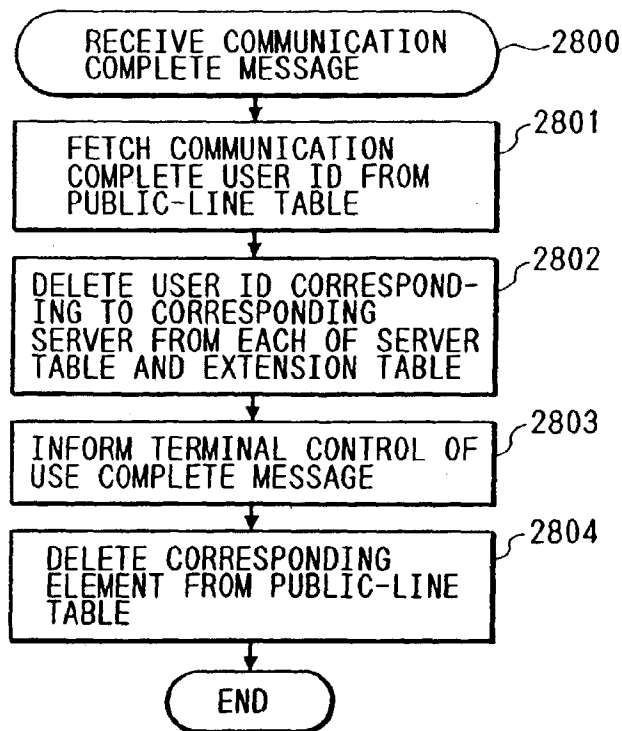 RECEIVE COMMUNICATION
COMPLETE MESSAGE
2800
FETCH COMMUNICATION
COMPLETE USER ID FROM
PUBLIC-LINE TABLE
2801
DELETE USER ID CORRESPOND-
ING TO CORRESPONDING
SERVER FROM EACH OF SERVER
TABLE AND EXTENSION TABLE
2802
INFORM TERMINAL CONTROL OF
USE COMPLETE MESSAGE
2803
DELETE CORRESPONDING
ELEMENT FROM PUBLIC-LINE
TABLE
2804
END